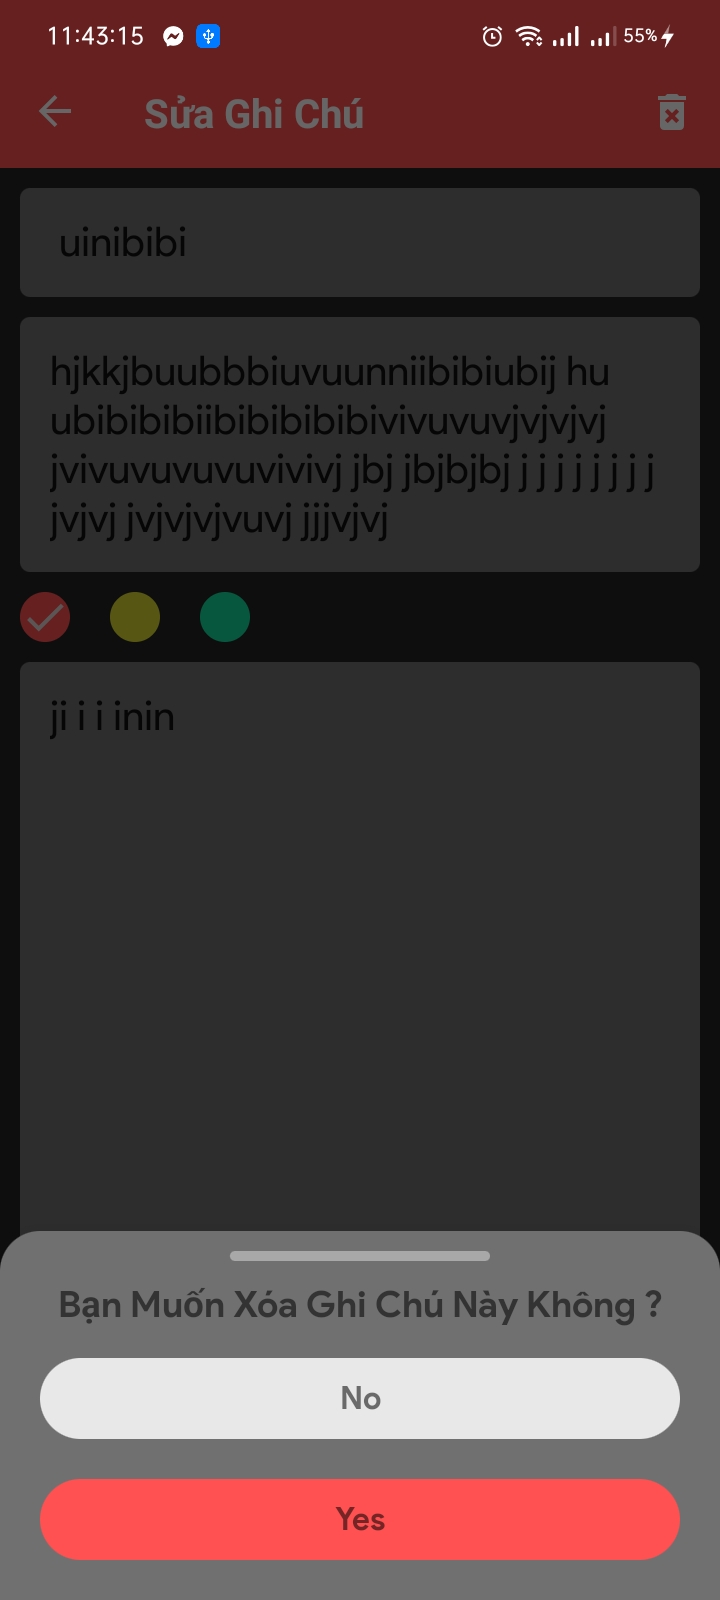 11:43:15 55%
Sửa Ghi Chú
uinibibi
hjkkjbuubbbiuvuunniibibiubij hu
ubibibibiibibibibibivivuvuvjvjvjvj
jvivuvuvuvuvivivj jbj jbjbjbj j j j j j j j j
jvjvj jvjvjvjvuvj jjjvjvj
ji i i inin
Bạn Muốn Xóa Ghi Chú Này Không ?
No
Yes